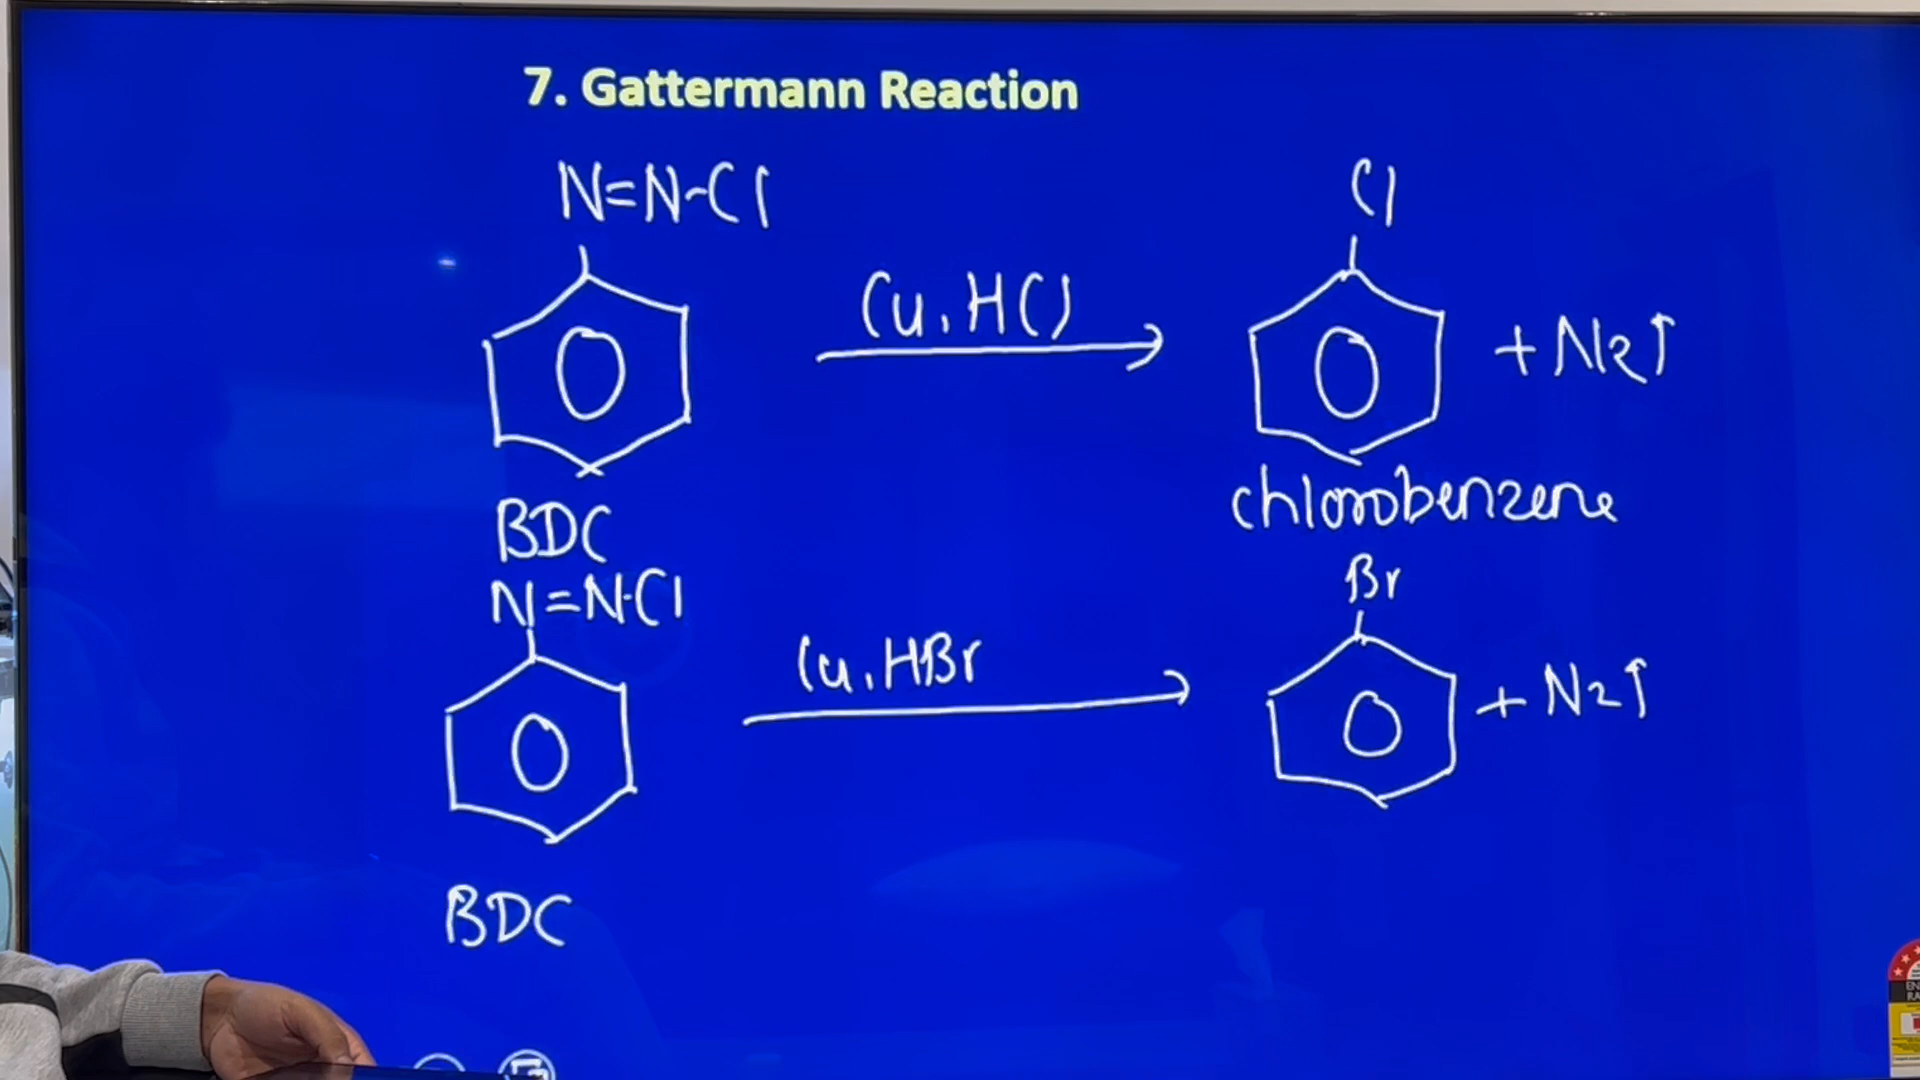 7. Gattermann Reaction
N=N-Cl
Cl
Cu, HCl
+ N2↑
BDC
chlorobenzene
N=N-Cl
Br
Cu, HBr
+ N2↑
BDC